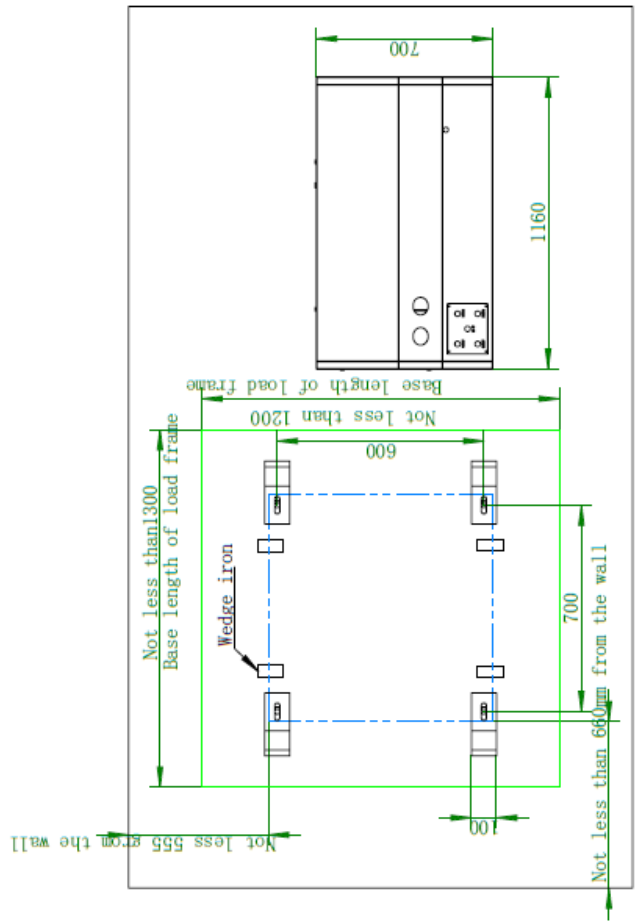 700
1160
Base length of load frame
Not less than 1200
600
Not less than1300
Base length of load frame
Wedge iron
700
Not less than 660mm from the wall
100
Not less 555 grom the wall